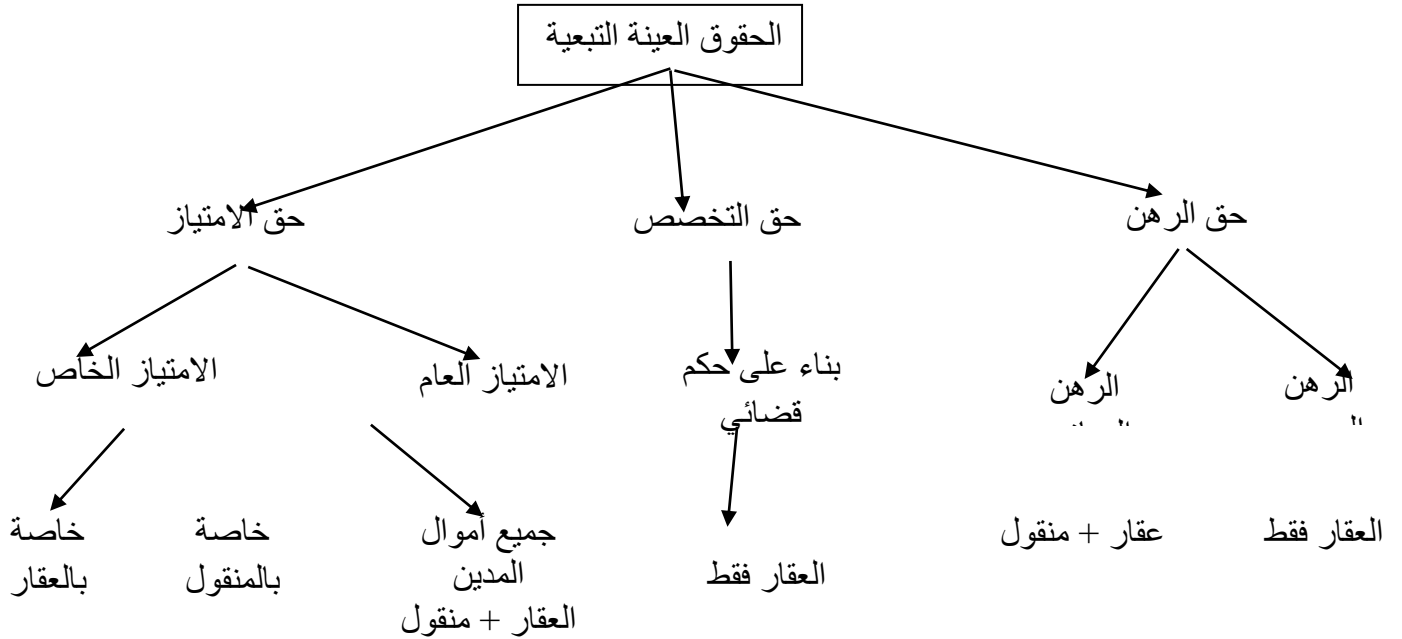 الحقوق العينة التبعية
حق الرهن
حق التخصص
حق الامتياز
الرهن
الرهن
بناء على حكم
قضائي
الامتياز العام
الامتياز الخاص
العقار فقط
عقار + منقول
العقار فقط
جميع أموال
المدين
العقار + منقول
خاصة
بالمنقول
خاصة
بالعقار